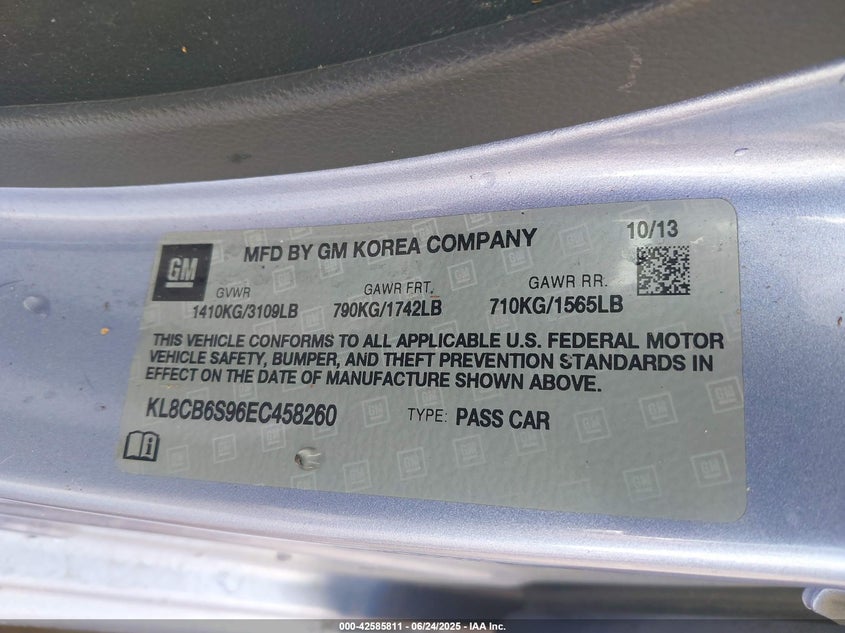 GM
MFD BY GM KOREA COMPANY
10/13
GVWR
GAWR FRT.
GAWR RR.
1410KG/3109LB
790KG/1742LB
710KG/1565LB
THIS VEHICLE CONFORMS TO ALL APPLICABLE U.S. FEDERAL MOTOR
VEHICLE SAFETY, BUMPER, AND THEFT PREVENTION STANDARDS IN
EFFECT ON THE DATE OF MANUFACTURE SHOWN ABOVE.
KL8CB6S96EC458260
TYPE: PASS CAR
000-42585811 - 06/24/2025 - IAA Inc.